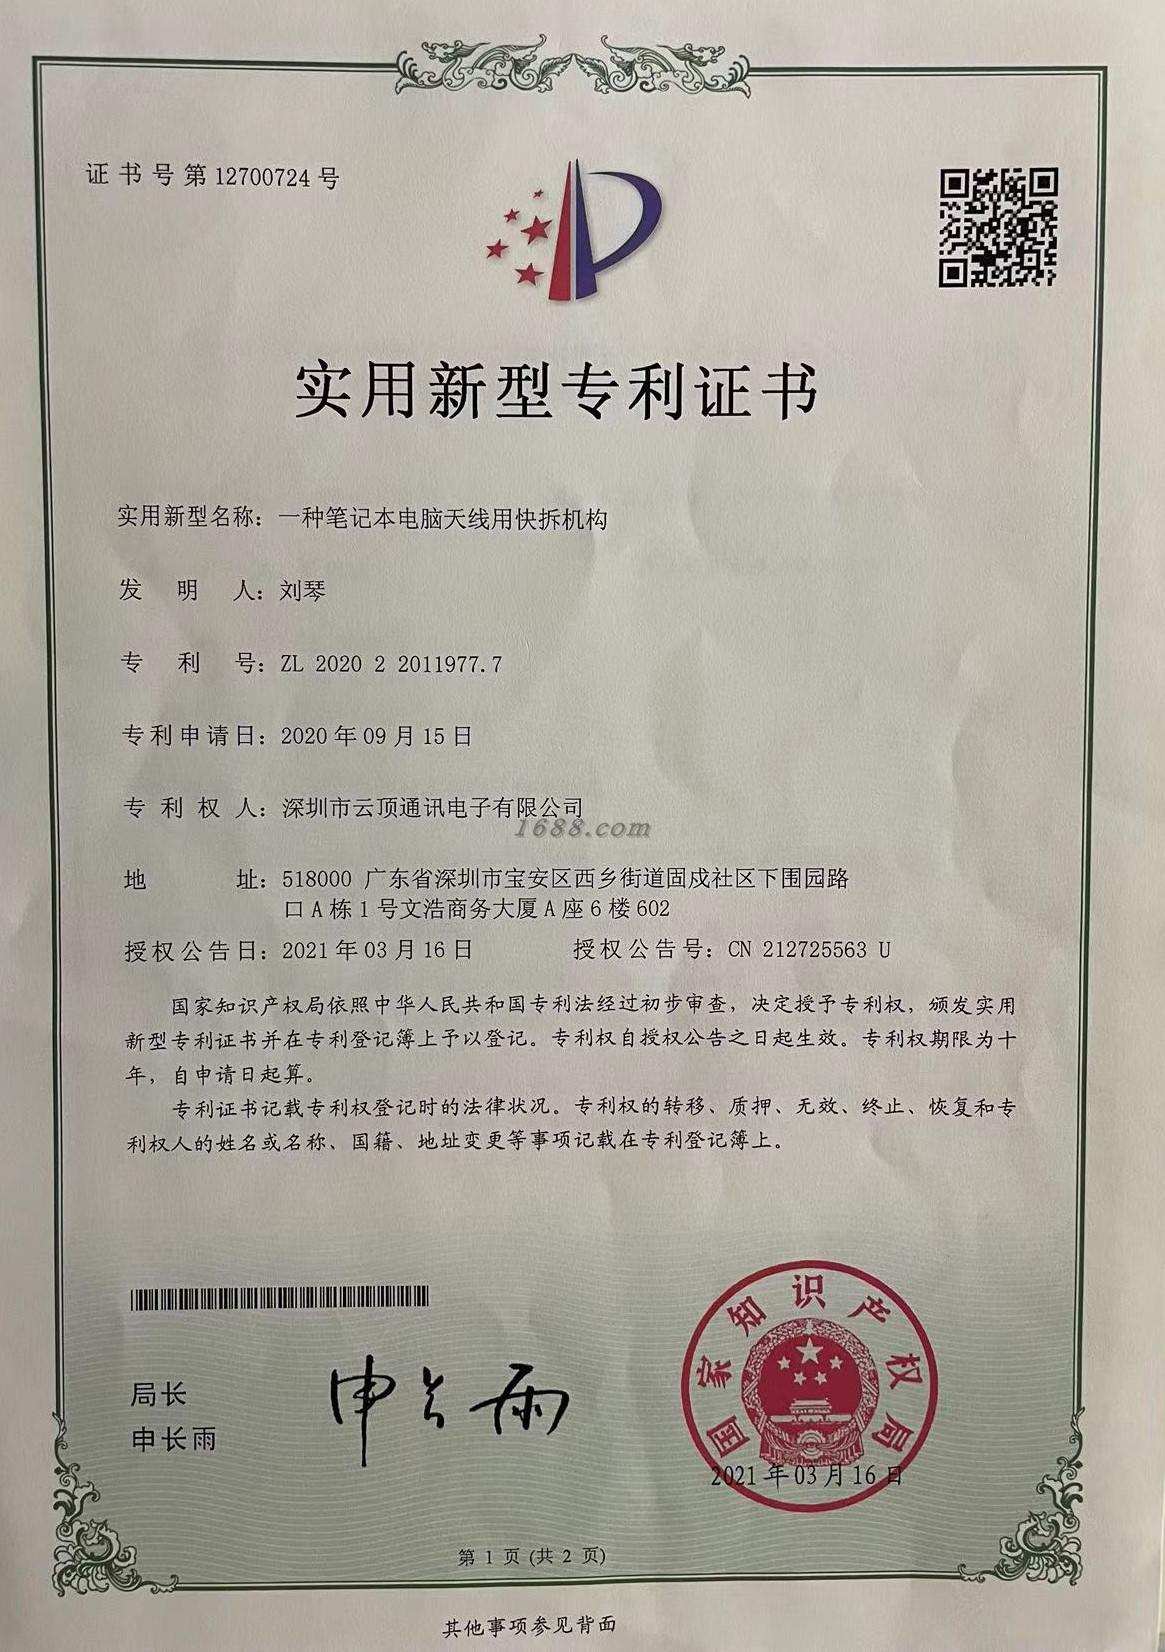 证书号第12700724号
实用新型专利证书
实用新型名称：一种笔记本电脑天线用快拆机构
发明人：刘琴
专利号：ZL 2020 2 2011977.7
专利申请日：2020年09月15日
专利权人：深圳市云顶通讯电子有限公司
1688.com
地址：518000 广东省深圳市宝安区西乡街道固戍社区下围园路
口A栋1号文浩商务大厦A座6楼602
授权公告日：2021年03月16日 授权公告号：CN 212725563 U
国家知识产权局依照中华人民共和国专利法经过初步审查，决定授予专利权，颁发实用
新型专利证书并在专利登记簿上予以登记。专利权自授权公告之日起生效。专利权期限为十
年，自申请日起算。
专利证书记载专利权登记时的法律状况。专利权的转移、质押、无效、终止、恢复和专
利权人的姓名或名称、国籍、地址变更等事项记载在专利登记簿上。
局长
申长雨
申长雨
国家知识产权局
2021年03月16日
第 1 页 (共 2 页)
其他事项参见背面